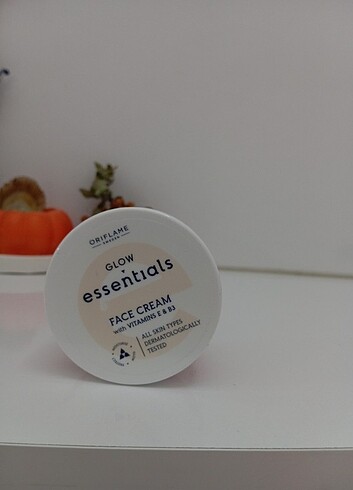 ORIFLAME
SWEDEN
GLOW
essentials
FACE CREAM
with VITAMINS E & B3
ALL SKIN TYPES
DERMATOLOGICALLY
TESTED